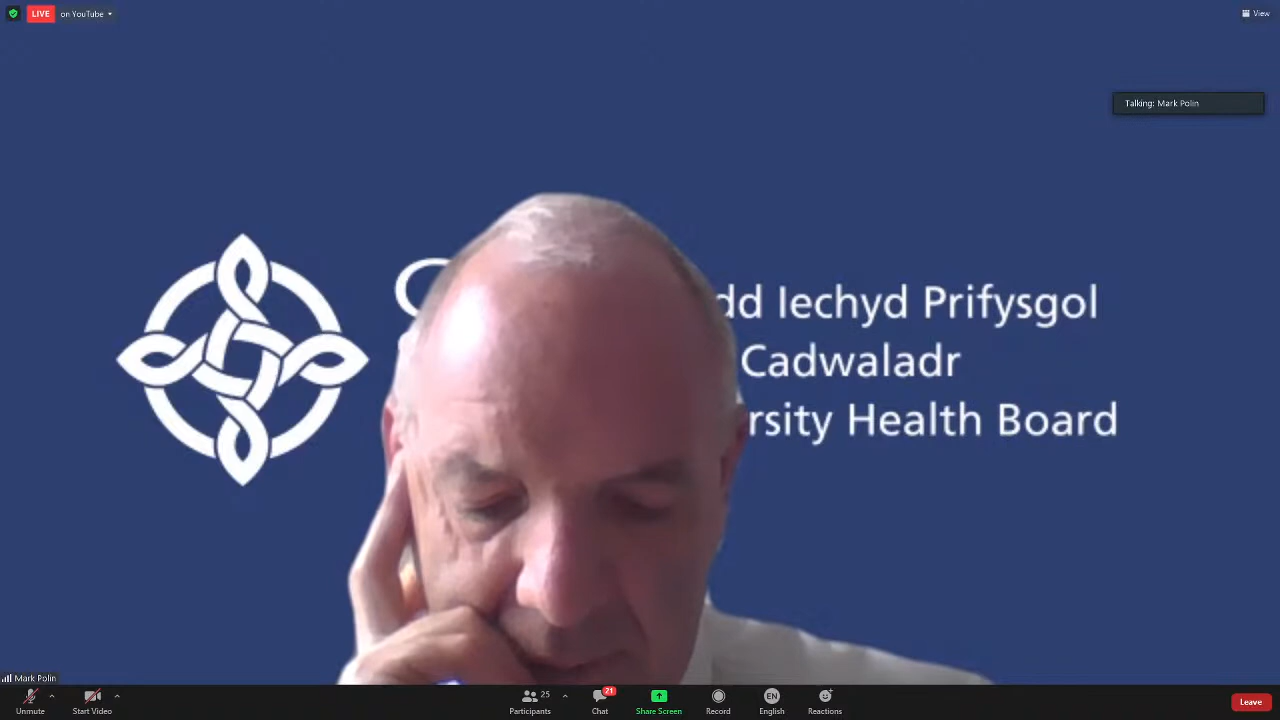 LIVE on YouTube
View
Talking: Mark Polin
dd Iechyd Prifysgol
Cadwaladr
rsity Health Board
Mark Polin
Unmute
Start Video
25
Participants
21
Chat
Share Screen
Record
EN
English
Reactions
Leave